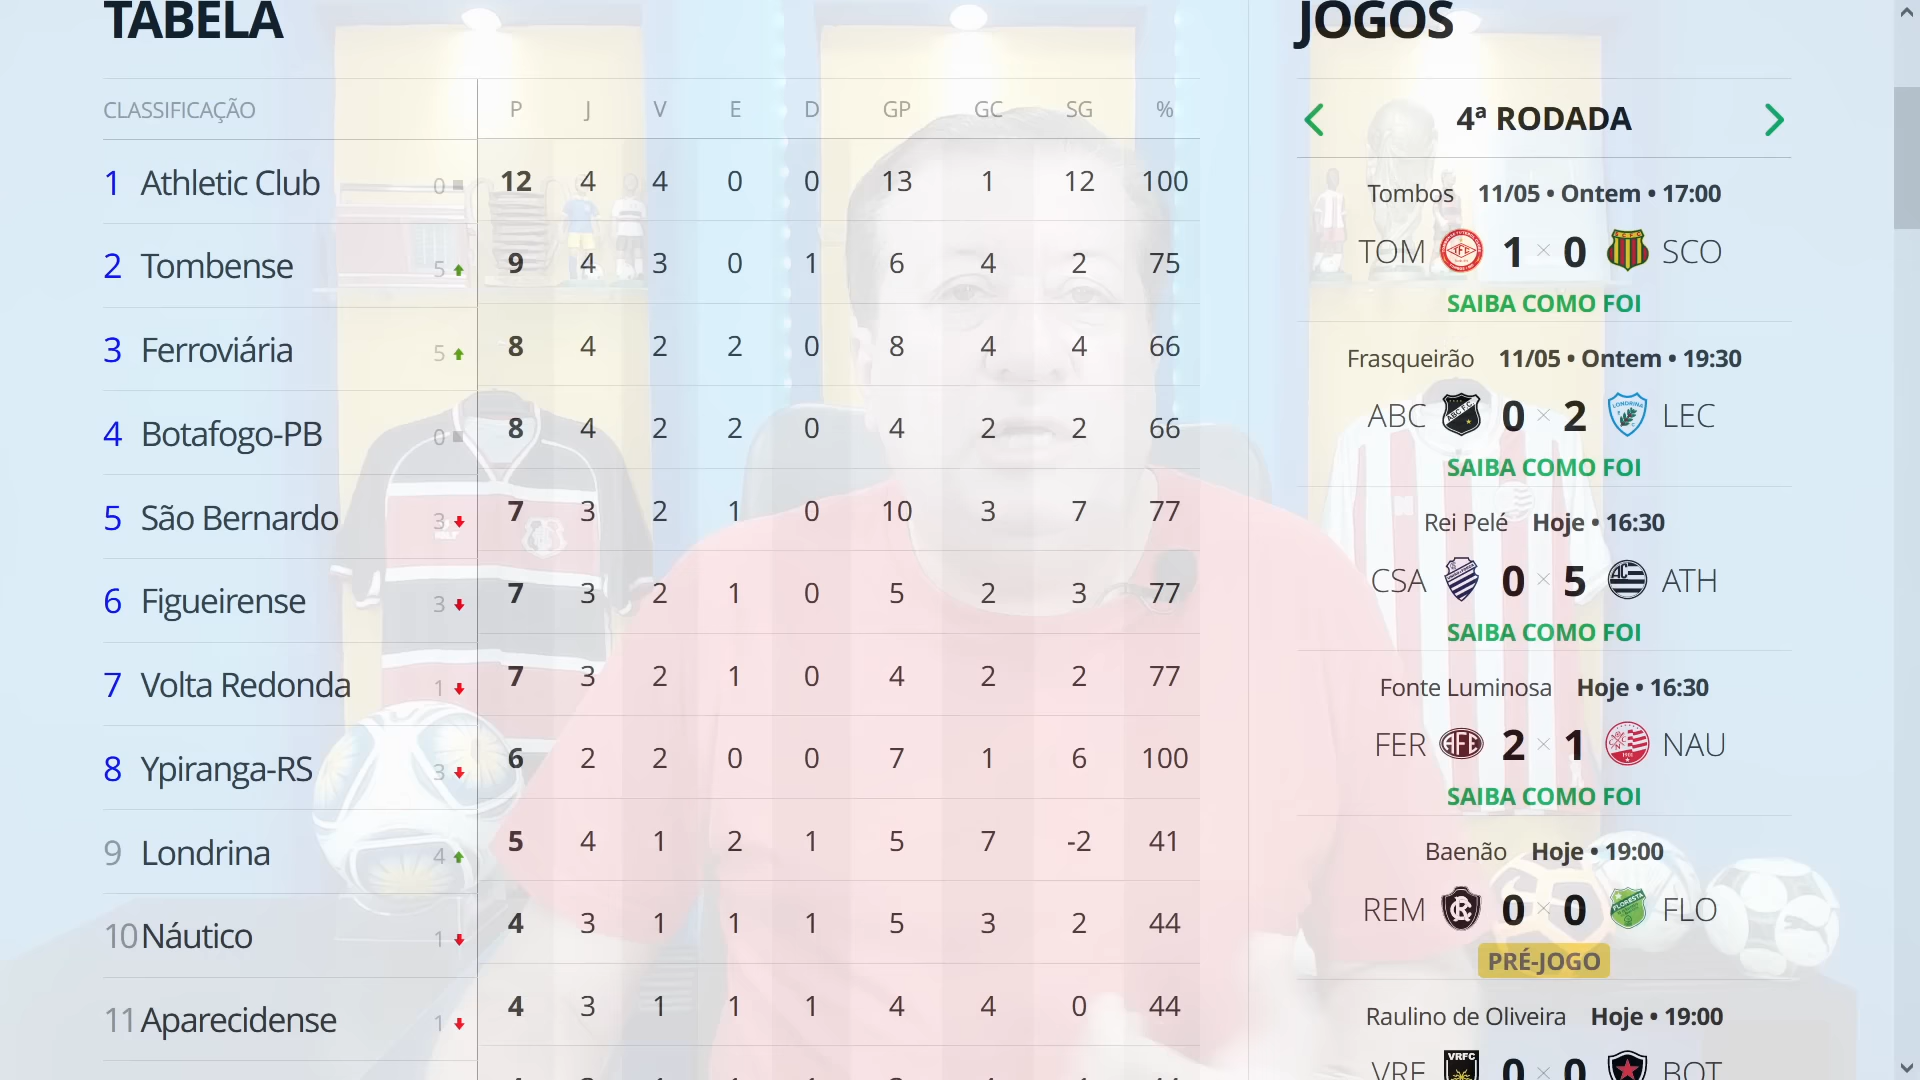 TABELA
CLASSIFICAÇÃO P J V E D GP GC SG %
1 Athletic Club 0 12 4 4 0 0 13 1 12 100
2 Tombense 5 9 4 3 0 1 6 4 2 75
3 Ferroviária 5 8 4 2 2 0 8 4 4 66
4 Botafogo-PB 0 8 4 2 2 0 4 2 2 66
5 São Bernardo 3 7 3 2 1 0 10 3 7 77
6 Figueirense 3 7 3 2 1 0 5 2 3 77
7 Volta Redonda 1 7 3 2 1 0 4 2 2 77
8 Ypiranga-RS 3 6 2 2 0 0 7 1 6 100
9 Londrina 4 5 4 1 2 1 5 7 -2 41
10 Náutico 1 4 3 1 1 1 5 3 2 44
11 Aparecidense 1 4 3 1 1 1 4 4 0 44
JOGOS
4ª RODADA
Tombos 11/05 • Ontem • 17:00
TOM 1 × 0 SCO
SAIBA COMO FOI
Frasqueirão 11/05 • Ontem • 19:30
ABC 0 × 2 LEC
SAIBA COMO FOI
Rei Pelé Hoje • 16:30
CSA 0 × 5 ATH
SAIBA COMO FOI
Fonte Luminosa Hoje • 16:30
FER 2 × 1 NAU
SAIBA COMO FOI
Baenão Hoje • 19:00
REM 0 × 0 FLO
PRÉ-JOGO
Raulino de Oliveira Hoje • 19:00
VRE VRFC 0 × 0 BOT